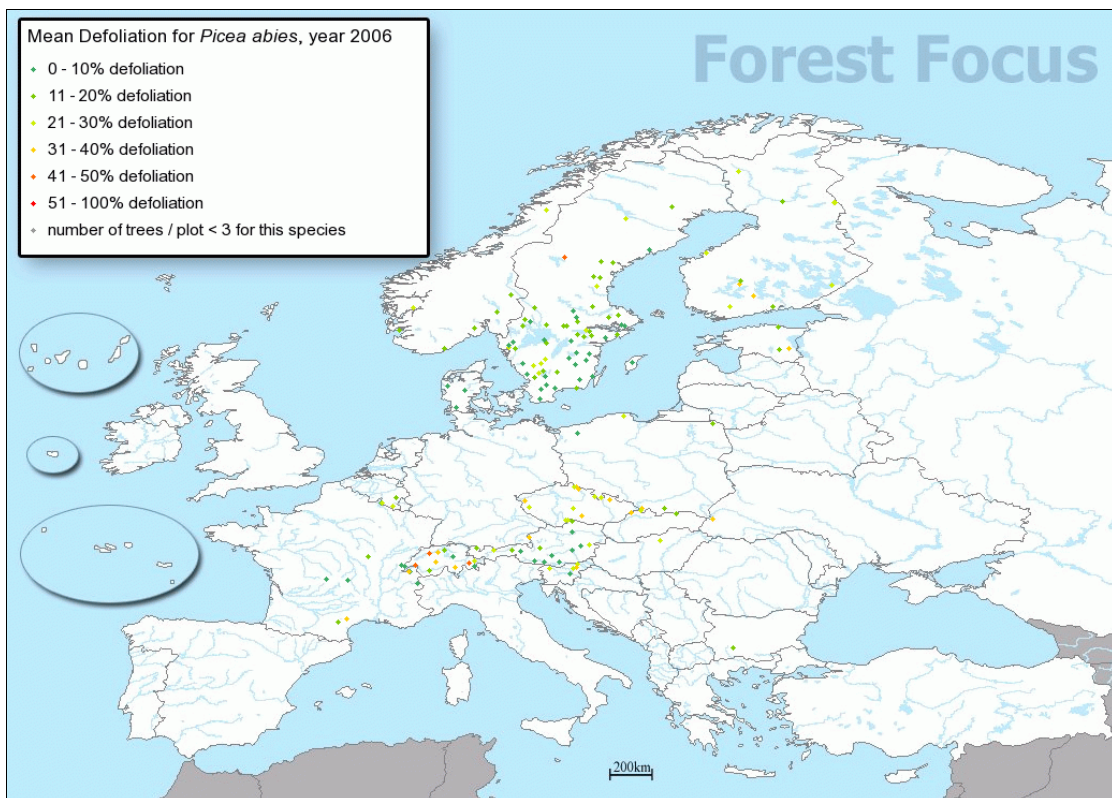 Mean Defoliation for Picea abies, year 2006
0 - 10% defoliation
11 - 20% defoliation
21 - 30% defoliation
31 - 40% defoliation
41 - 50% defoliation
51 - 100% defoliation
number of trees / plot < 3 for this species
Forest Focus
200km